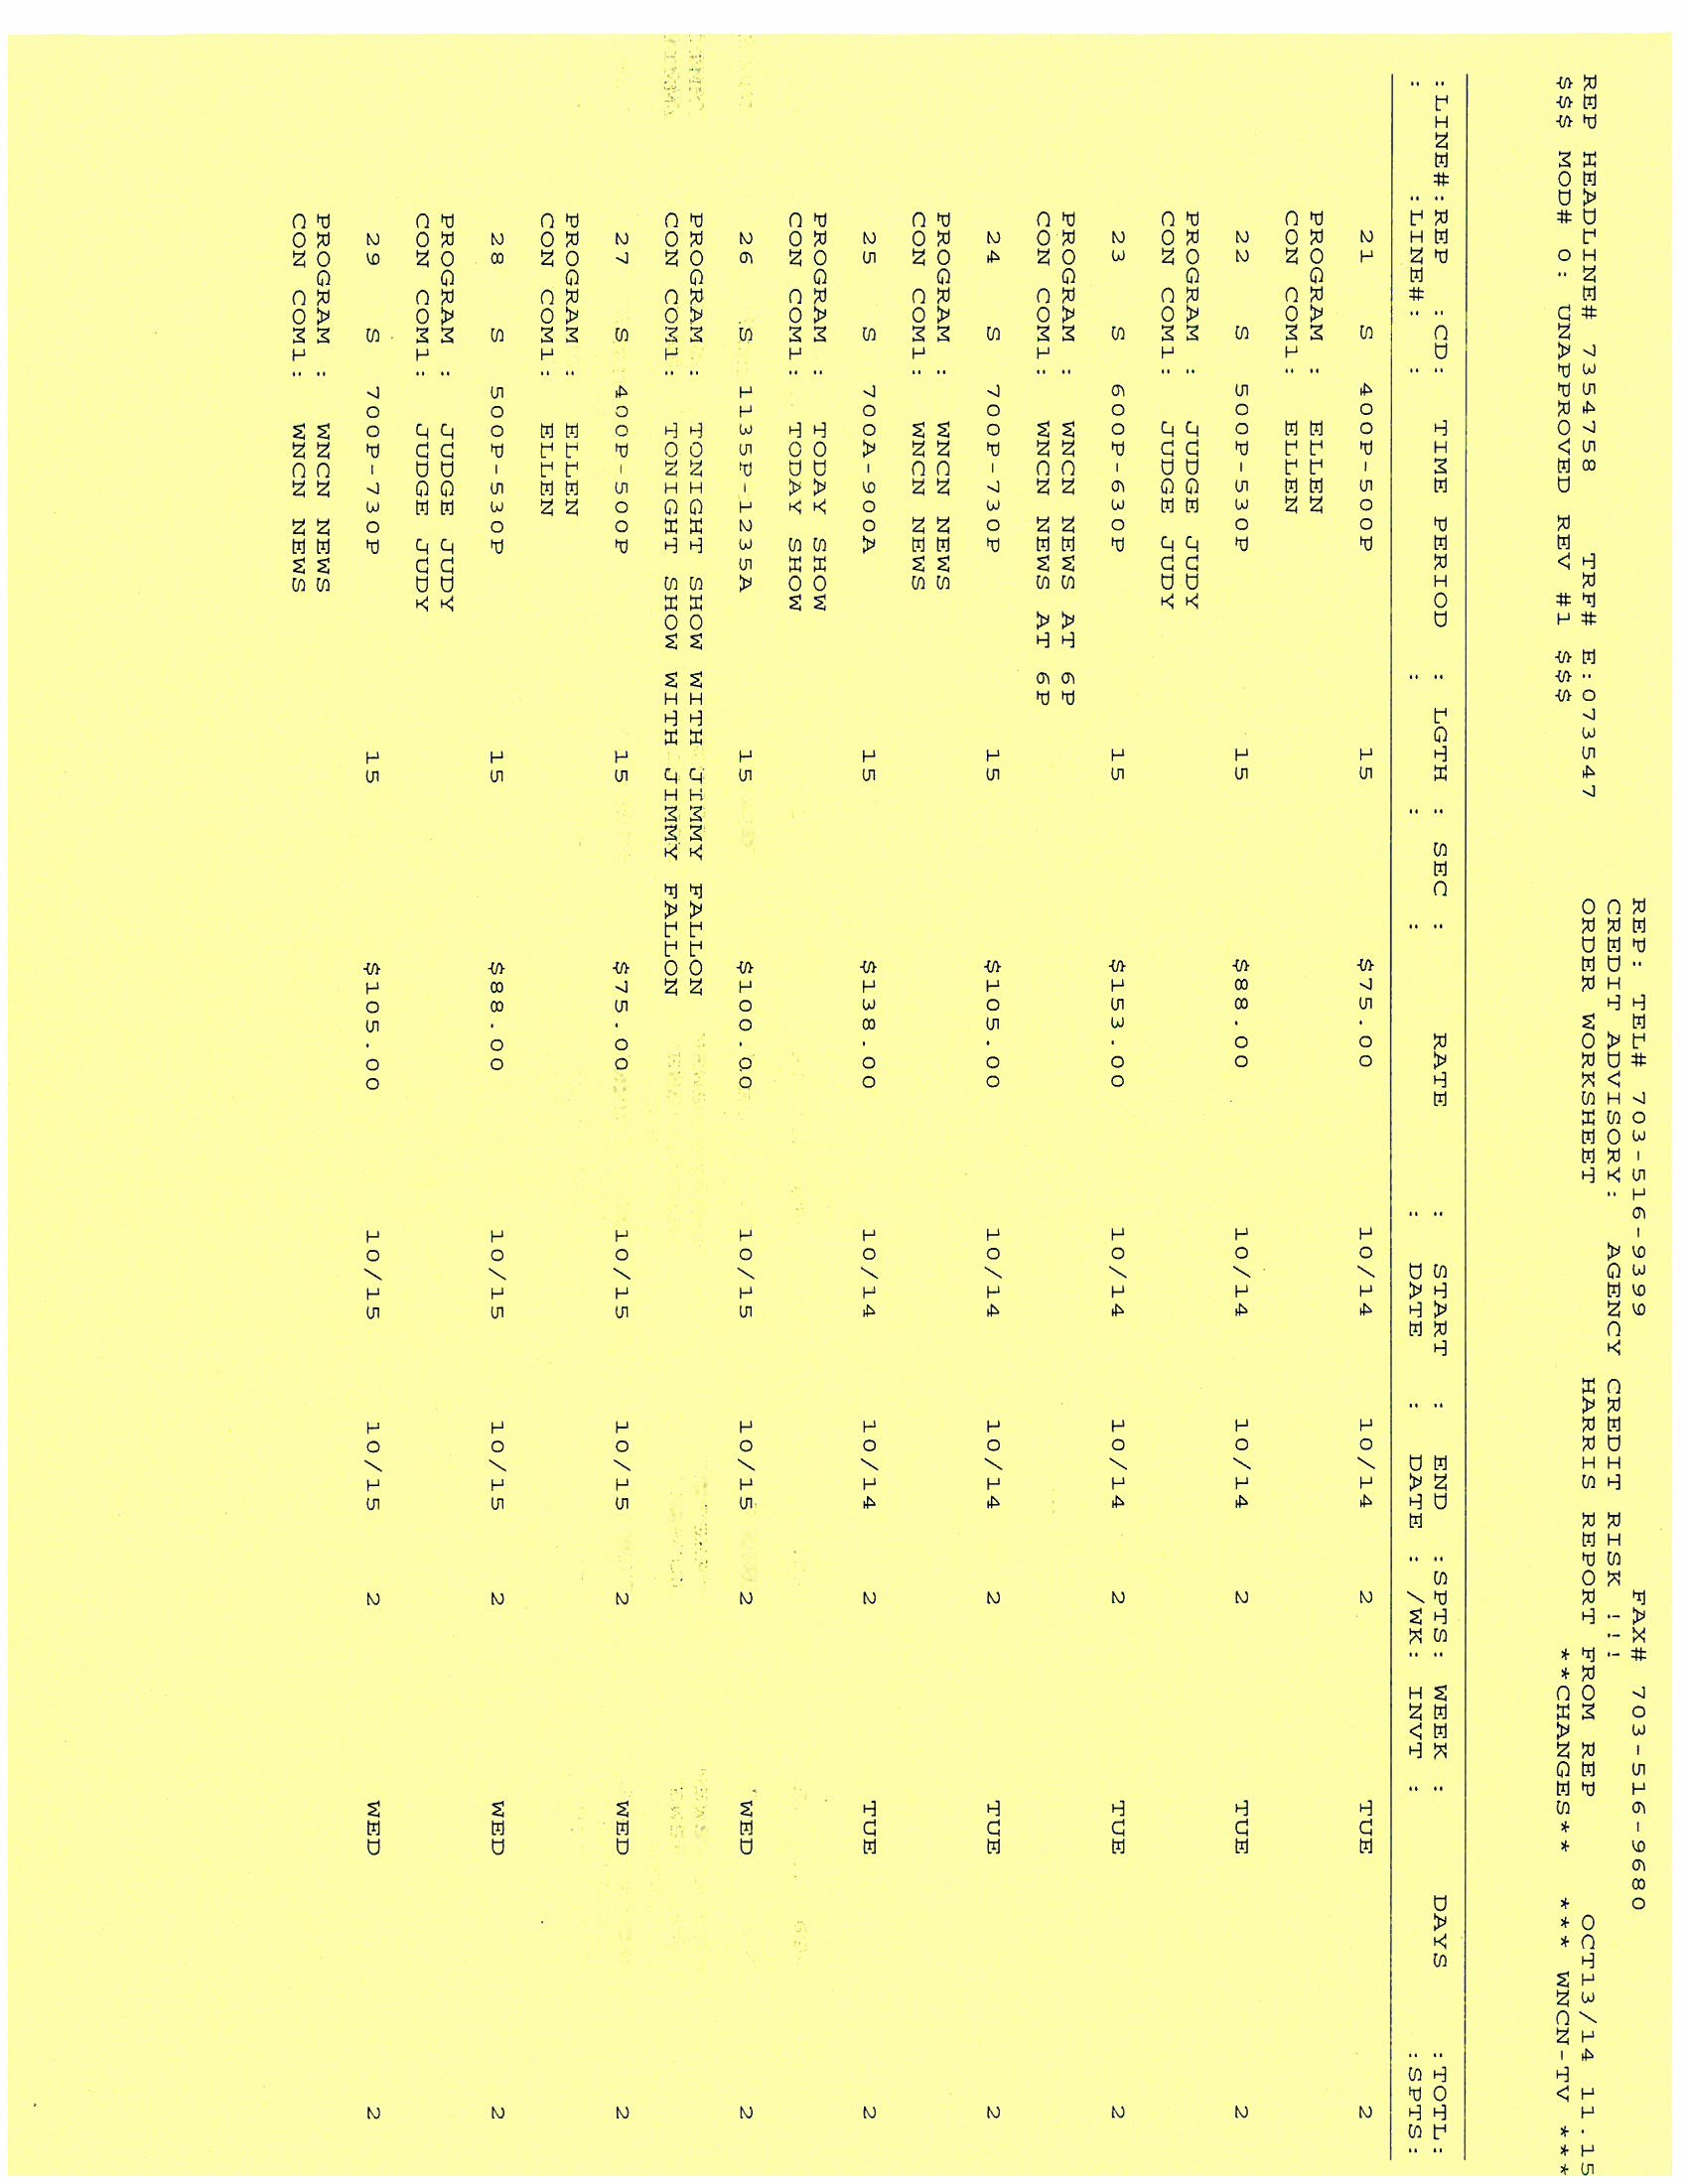 REP: TEL# 703-516-9399 FAX# 703-516-9680
CREDIT ADVISORY: AGENCY CREDIT RISK !!!
REP HEADLINE# 7354758 TRF# E:073547 ORDER WORKSHEET HARRIS REPORT FROM REP OCT13/14 11.15
$$$ MOD# 0: UNAPPROVED REV #1 $$$ **CHANGES** *** WNCN-TV ***
:LINE#:REP :CD: TIME PERIOD : LGTH : SEC : RATE : START : END :SPTS: WEEK : DAYS :TOTL:
: :LINE#: : : : : DATE : DATE : /WK: INVT : :SPTS:
21 S 400P-500P 15 $75.00 10/14 10/14 2 TUE 2
PROGRAM : ELLEN
CON COM1: ELLEN
22 S 500P-530P 15 $88.00 10/14 10/14 2 TUE 2
PROGRAM : JUDGE JUDY
CON COM1: JUDGE JUDY
23 S 600P-630P 15 $153.00 10/14 10/14 2 TUE 2
PROGRAM : WNCN NEWS AT 6P
CON COM1: WNCN NEWS AT 6P
24 S 700P-730P 15 $105.00 10/14 10/14 2 TUE 2
PROGRAM : WNCN NEWS
CON COM1: WNCN NEWS
25 S 700A-900A 15 $138.00 10/14 10/14 2 TUE 2
PROGRAM : TODAY SHOW
CON COM1: TODAY SHOW
26 S 1135P-1235A 15 $100.00 10/15 10/15 2 WED 2
PROGRAM : TONIGHT SHOW WITH JIMMY FALLON
CON COM1: TONIGHT SHOW WITH JIMMY FALLON
27 S 400P-500P 15 $75.00 10/15 10/15 2 WED 2
PROGRAM : ELLEN
CON COM1: ELLEN
28 S 500P-530P 15 $88.00 10/15 10/15 2 WED 2
PROGRAM : JUDGE JUDY
CON COM1: JUDGE JUDY
29 S 700P-730P 15 $105.00 10/15 10/15 2 WED 2
PROGRAM : WNCN NEWS
CON COM1: WNCN NEWS